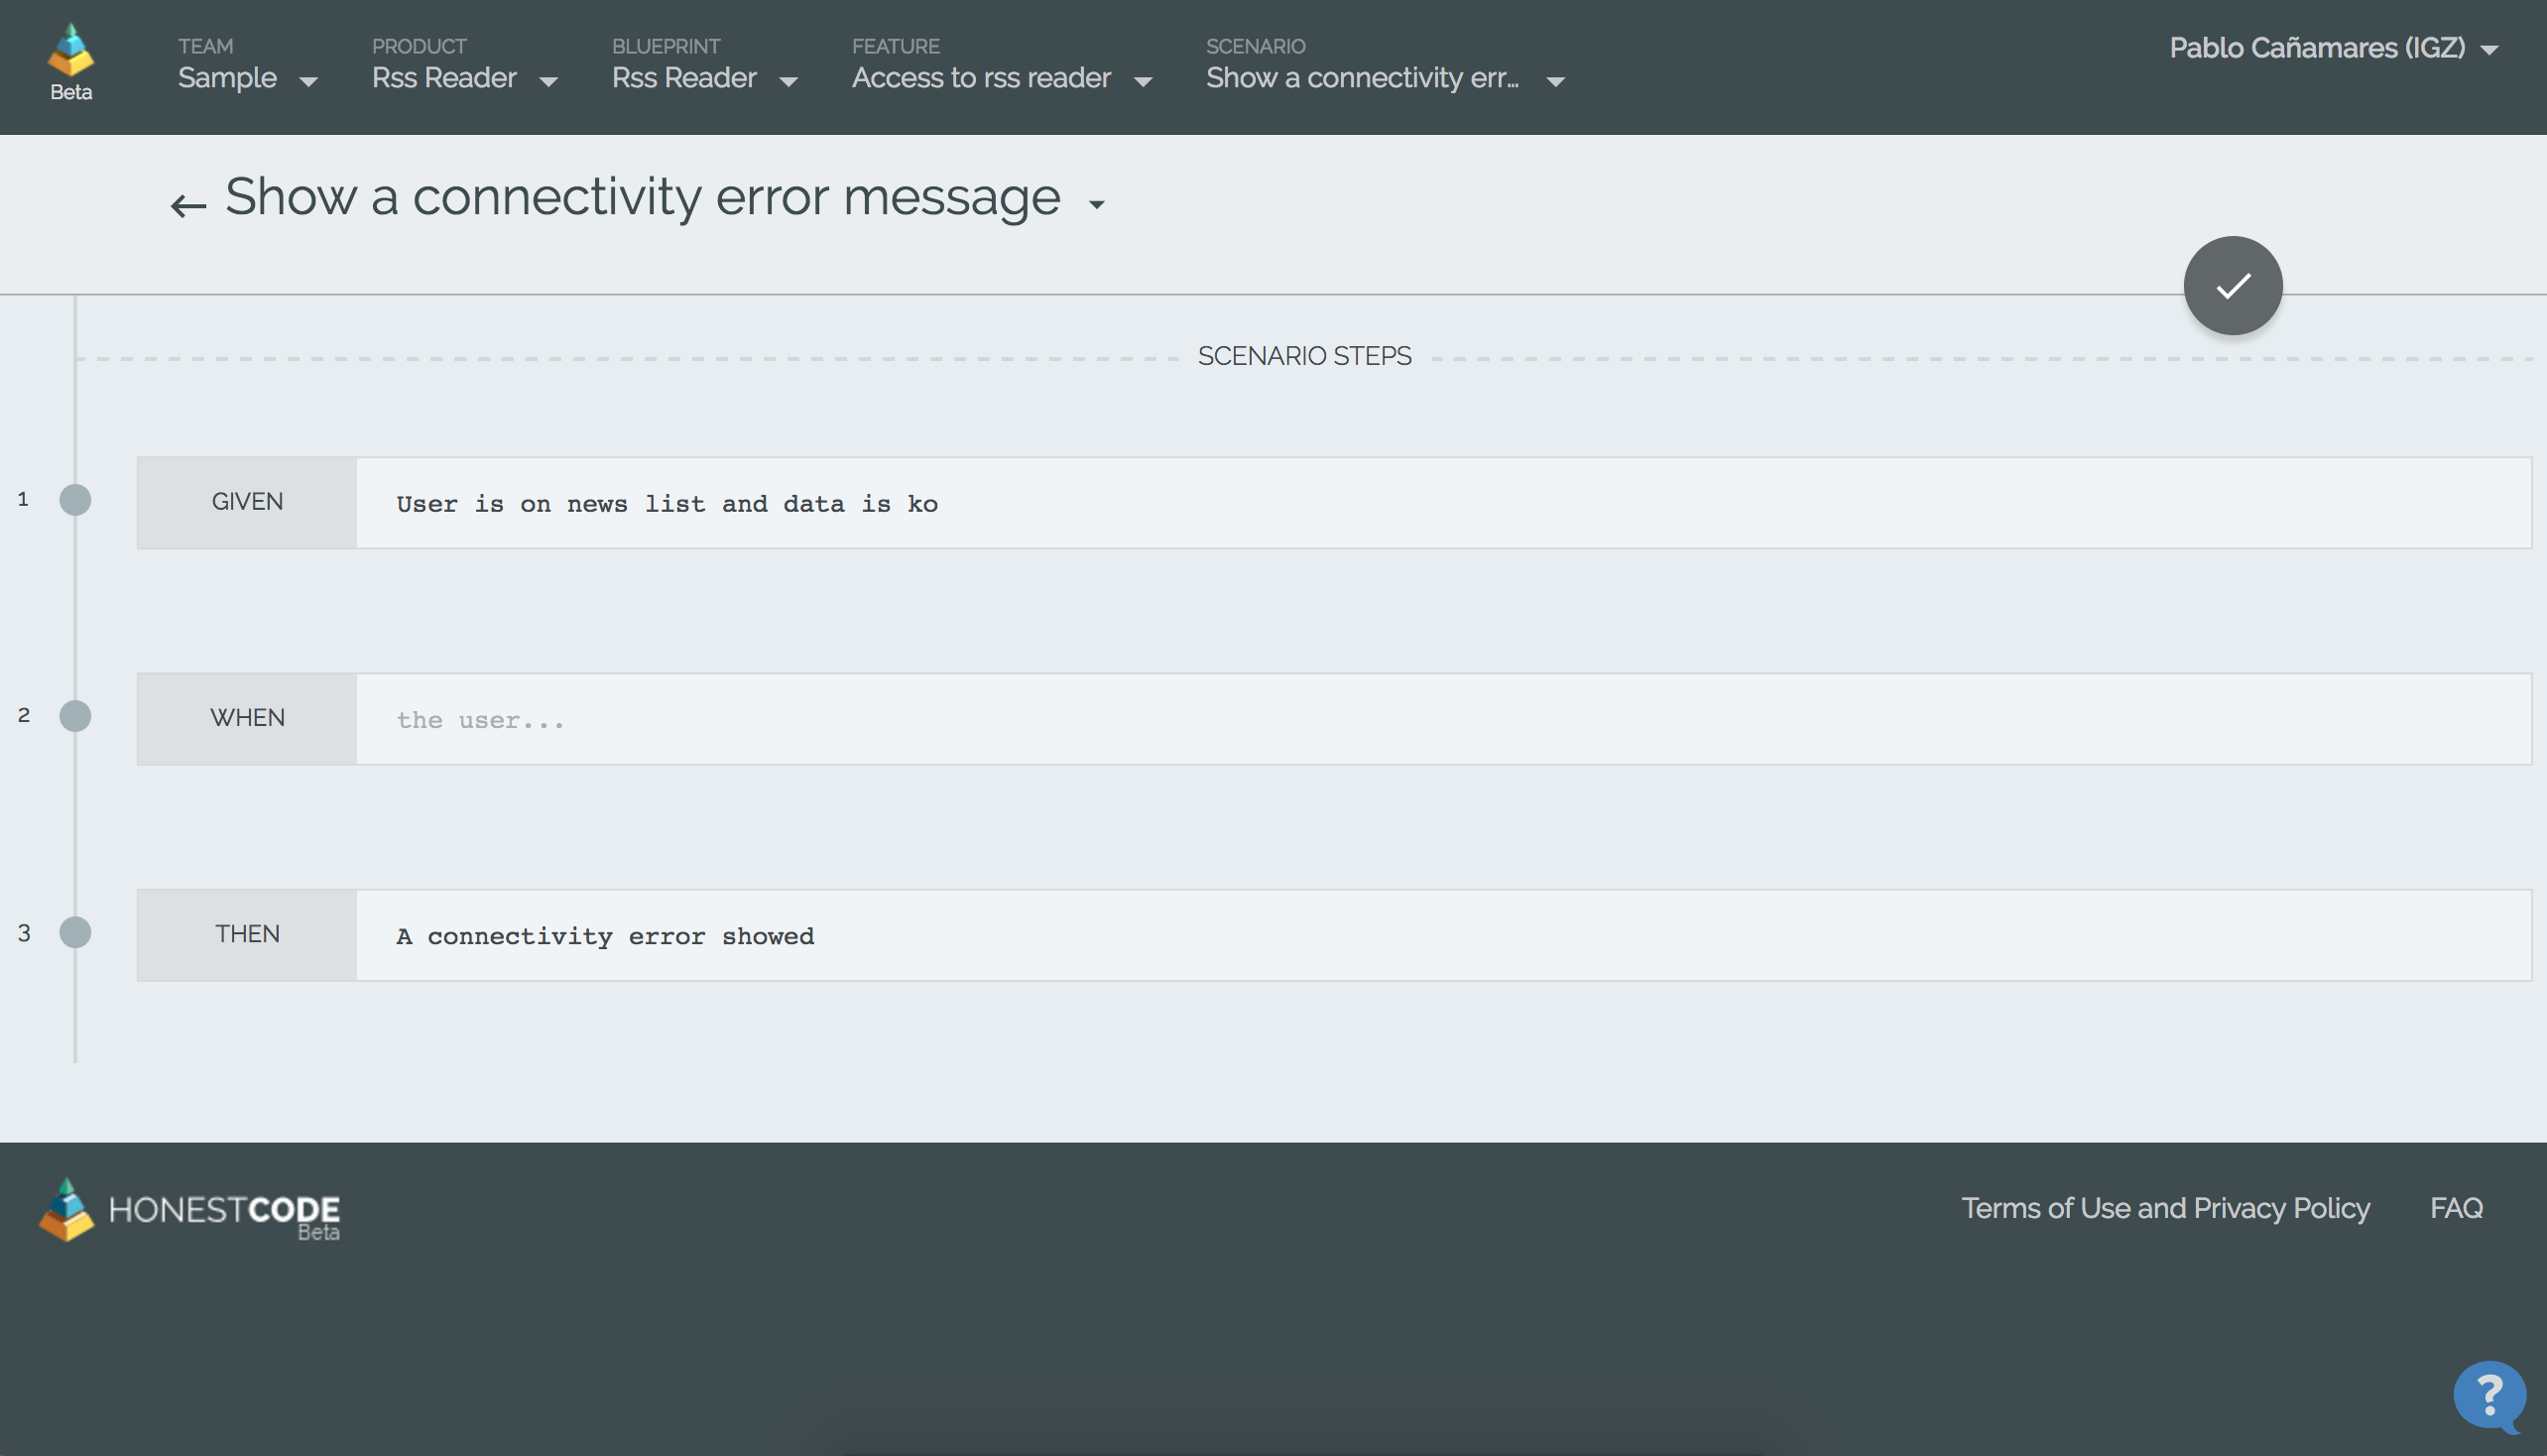 Beta
TEAM
Sample
PRODUCT
Rss Reader
BLUEPRINT
Rss Reader
FEATURE
Access to rss reader
SCENARIO
Show a connectivity err...
Pablo Cañamares (IGZ)
Show a connectivity error message
SCENARIO STEPS
1
GIVEN
User is on news list and data is ko
2
WHEN
the user...
3
THEN
A connectivity error showed
HONESTCODE
Beta
Terms of Use and Privacy Policy
FAQ
?